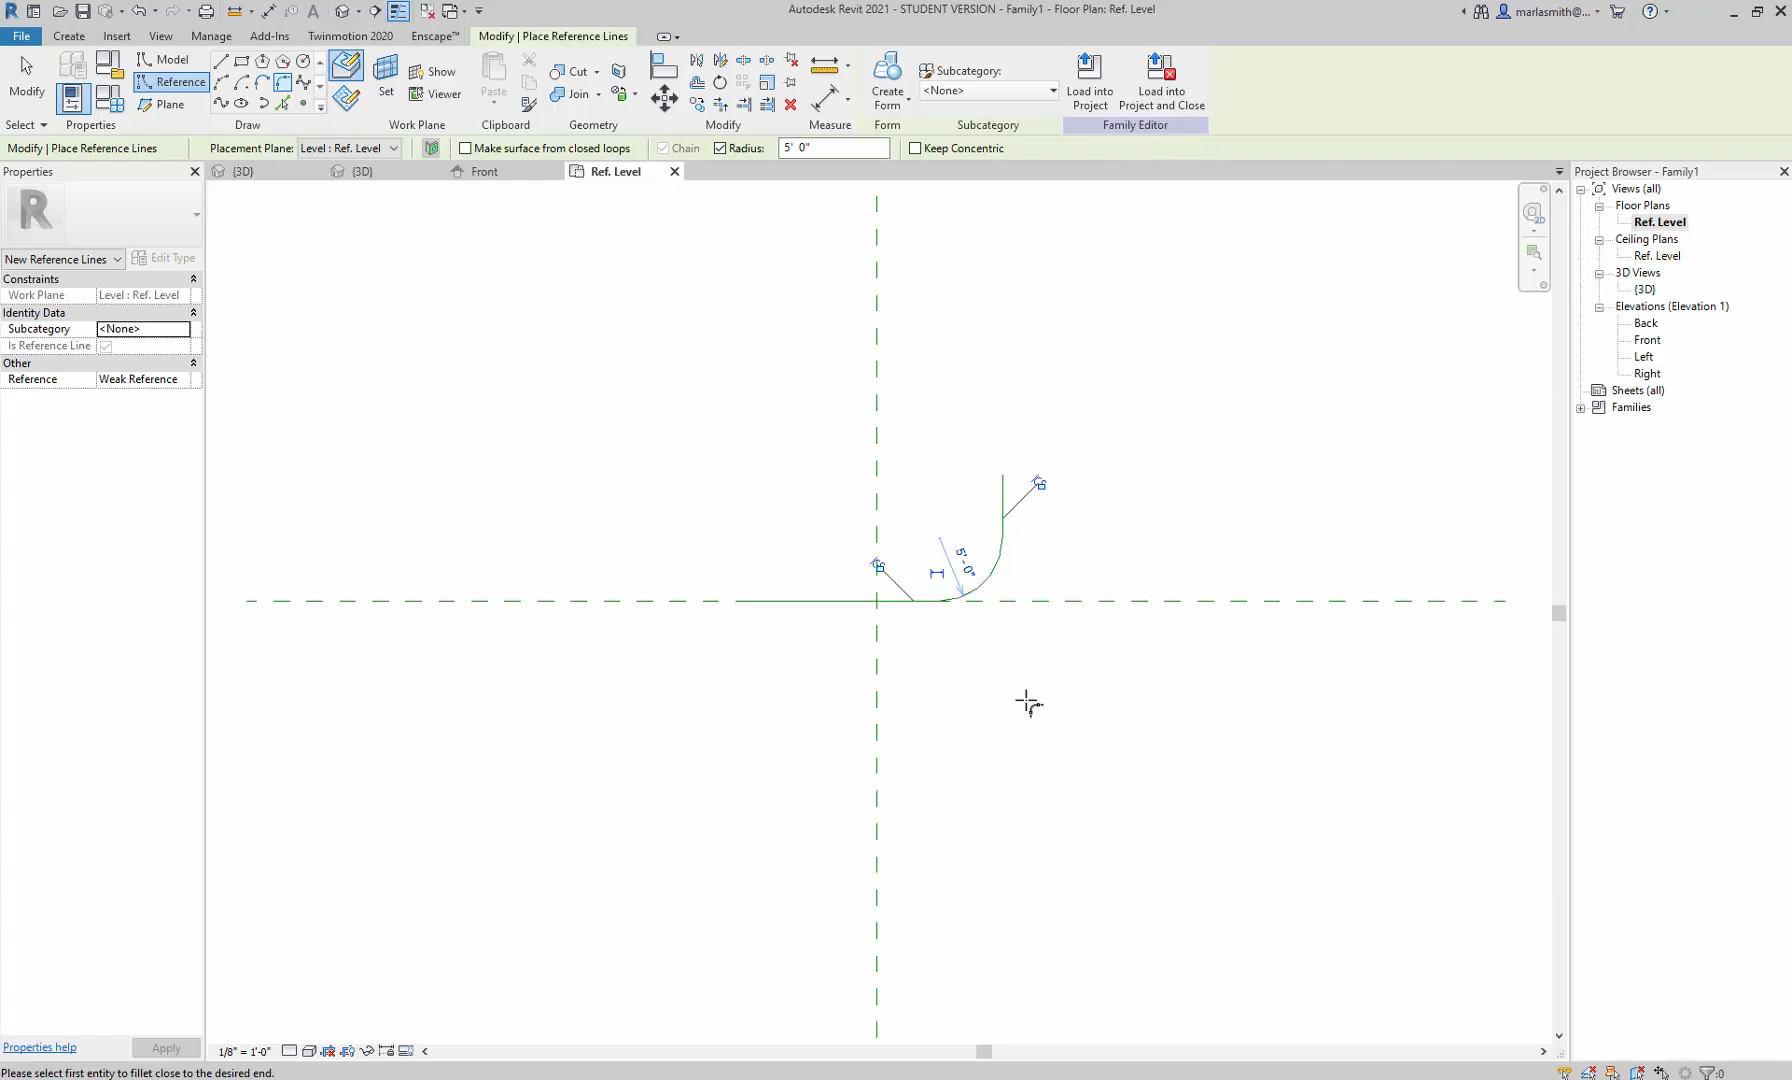 Autodesk Revit 2021 - STUDENT VERSION - Family1 - Floor Plan: Ref. Level
marlasmith@...
File Create Insert View Manage Add-Ins Twinmotion 2020 Enscape™ Modify | Place Reference Lines
Modify
Select
Properties
Model
Reference
Plane
Draw
Set
Show
Viewer
Work Plane
Paste
Clipboard
Cut
Join
Geometry
Modify
Measure
Create
Form
Form
Subcategory:
<None>
Subcategory
Load into
Project
Load into
Project and Close
Family Editor
Modify | Place Reference Lines
Placement Plane: Level : Ref. Level
Make surface from closed loops
Chain
Radius: 5' 0"
Keep Concentric
Properties
{3D} {3D} Front Ref. Level
New Reference Lines
Edit Type
Constraints
Work Plane Level : Ref. Level
Identity Data
Subcategory <None>
Is Reference Line
Other
Reference Weak Reference
5' - 0"
2D
Project Browser - Family1
Views (all)
Floor Plans
Ref. Level
Ceiling Plans
Ref. Level
3D Views
{3D}
Elevations (Elevation 1)
Back
Front
Left
Right
Sheets (all)
Families
Properties help
Apply
1/8" = 1'-0"
Please select first entity to fillet close to the desired end.
:0